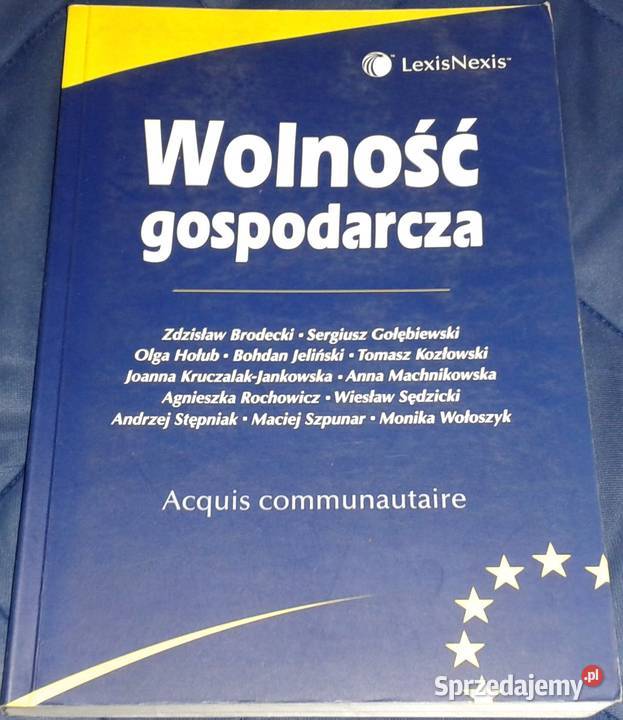 LexisNexis™
Wolność
gospodarcza
Zdzisław Brodecki • Sergiusz Gołębiewski
Olga Hołub • Bohdan Jeliński • Tomasz Kozłowski
Joanna Kruczalak-Jankowska • Anna Machnikowska
Agnieszka Rochowicz • Wiesław Sędzicki
Andrzej Stępniak • Maciej Szpunar • Monika Wołoszyk
Acquis communautaire
Sprzedajemy.pl